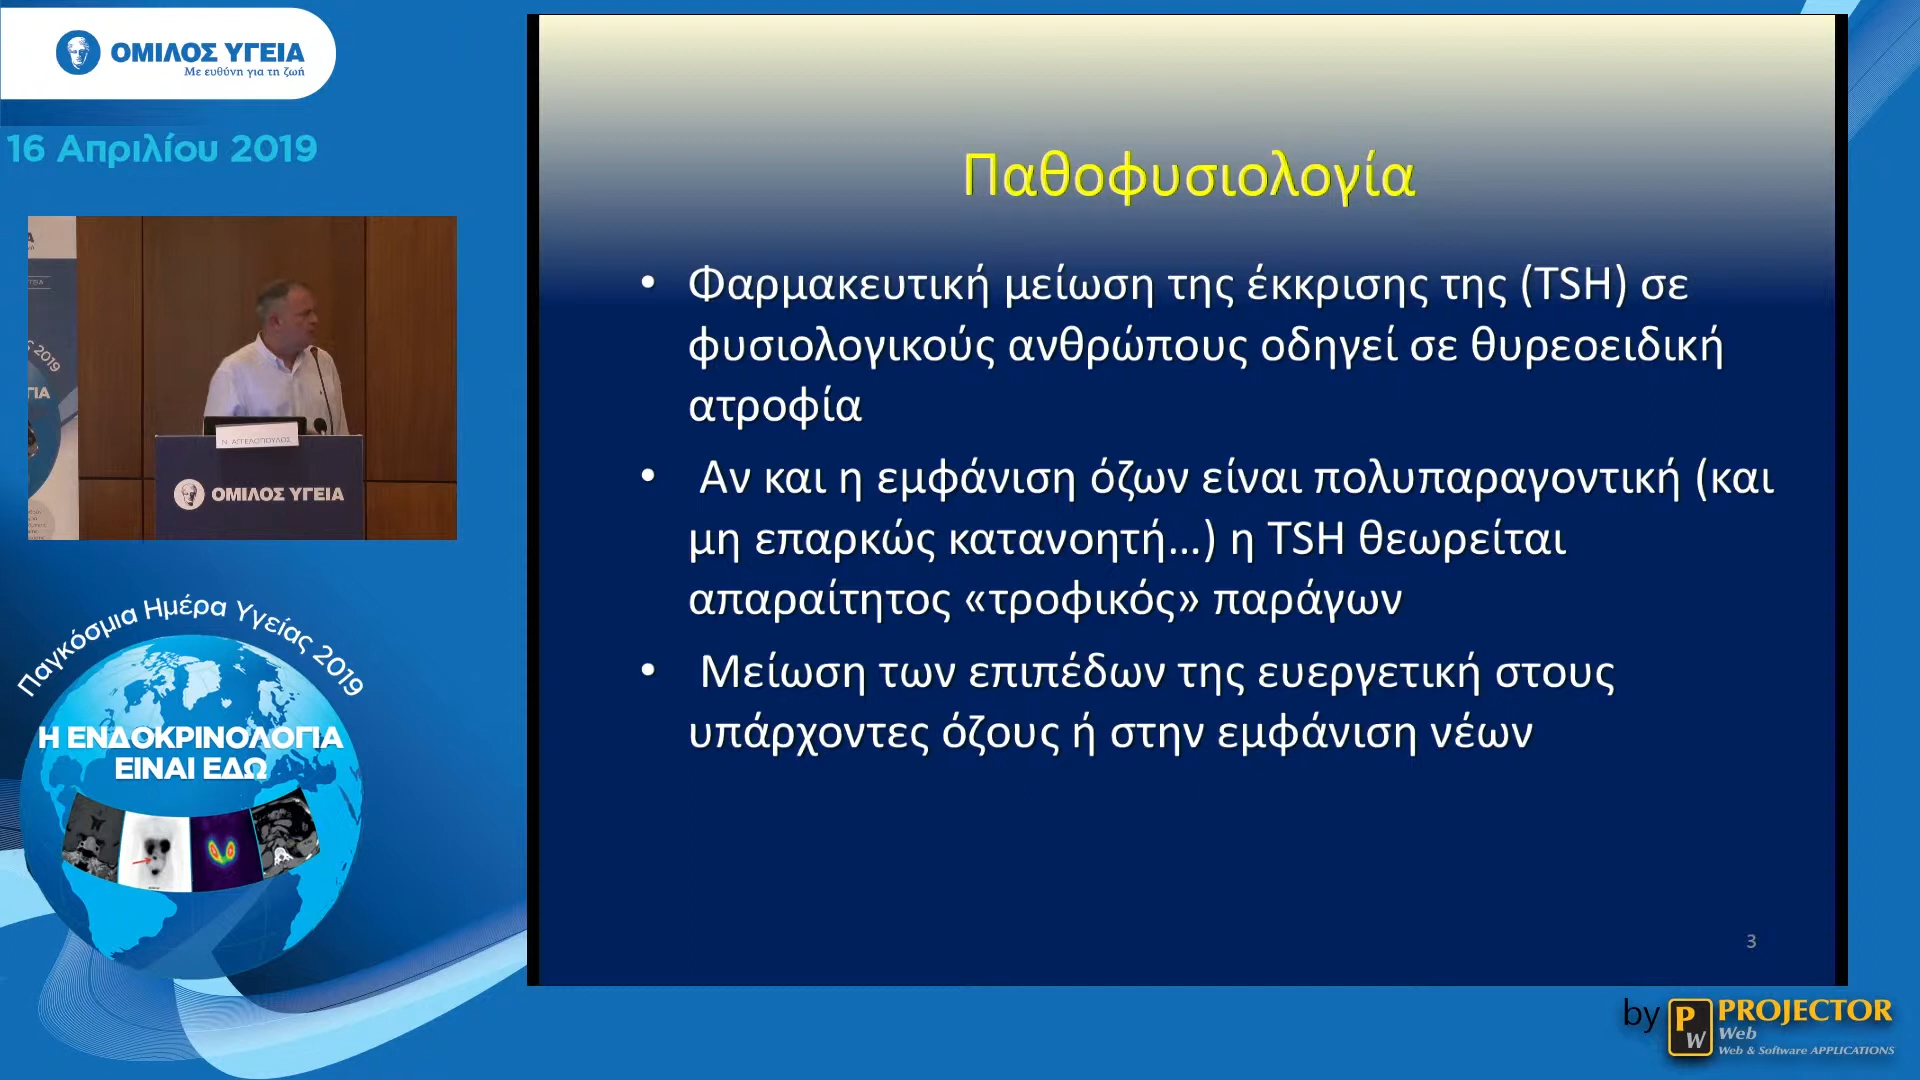 ΟΜΙΛΟΣ ΥΓΕΙΑ
Με ευθύνη για τη ζωή
16 Απριλίου 2019
Ν. ΑΓΓΕΛΟΠΟΥΛΟΣ
ΟΜΙΛΟΣ ΥΓΕΙΑ
Παγκόσμια Ημέρα Υγείας 2019
Η ΕΝΔΟΚΡΙΝΟΛΟΓΙΑ
ΕΙΝΑΙ ΕΔΩ
Παθοφυσιολογία
• Φαρμακευτική μείωση της έκκρισης της (TSH) σε
φυσιολογικούς ανθρώπους οδηγεί σε θυρεοειδική
ατροφία
• Αν και η εμφάνιση όζων είναι πολυπαραγοντική (και
μη επαρκώς κατανοητή...) η TSH θεωρείται
απαραίτητος «τροφικός» παράγων
• Μείωση των επιπέδων της ευεργετική στους
υπάρχοντες όζους ή στην εμφάνιση νέων
3
by PW PROJECTOR
Web
Web & Software APPLICATIONS